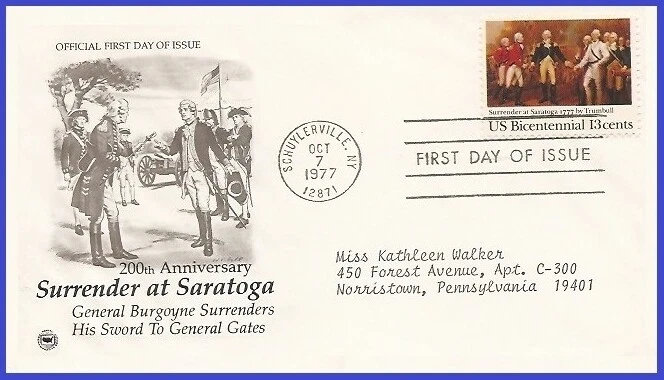 OFFICIAL FIRST DAY OF ISSUE
200th Anniversary
Surrender at Saratoga
General Burgoyne Surrenders
His Sword To General Gates
SCHUYLERVILLE, NY
OCT
7
1977
12871
Surrender at Saratoga 1777 by Trumbull
US Bicentennial 13cents
FIRST DAY OF ISSUE
Miss Kathleen Walker
450 Forest Avenue, Apt. C-300
Norristown, Pennsylvania 19401